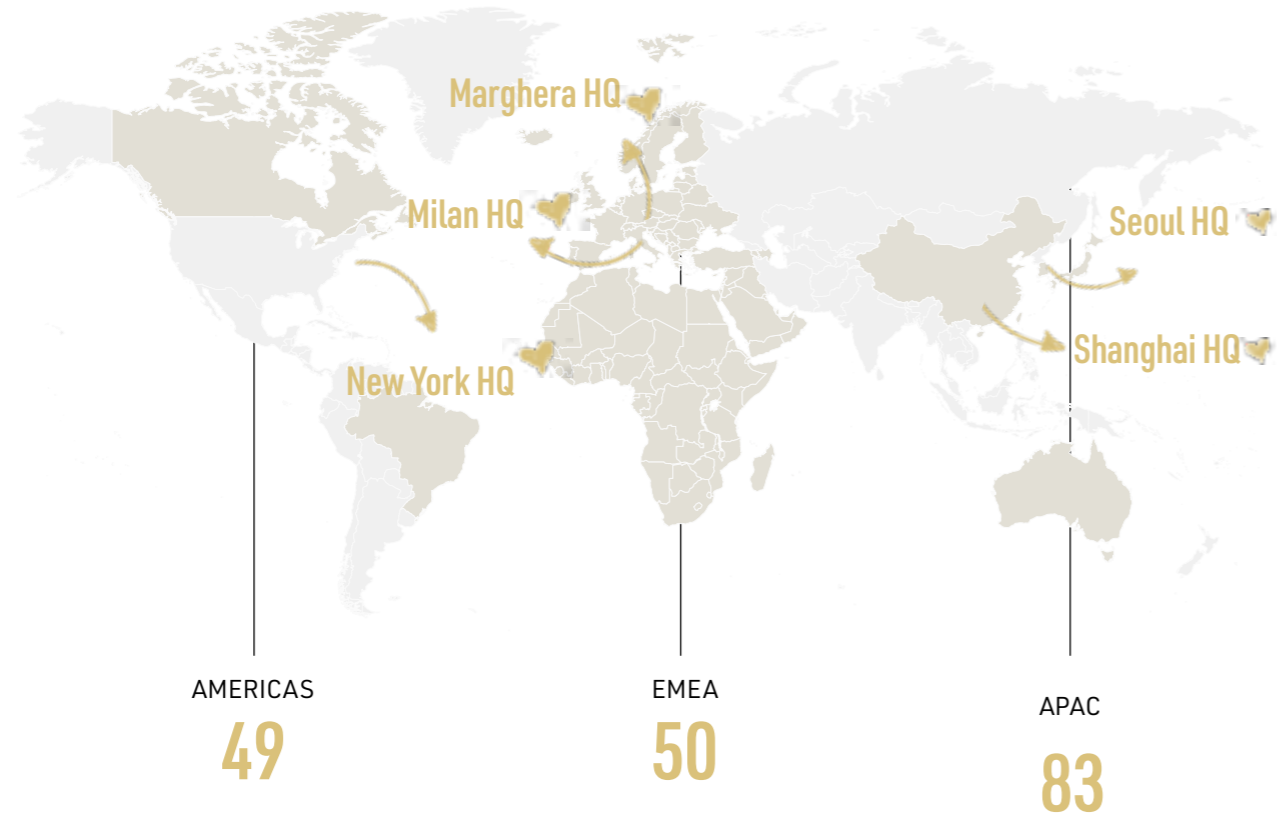 Marghera HQ
Milan HQ
Seoul HQ
Shanghai HQ
New York HQ
AMERICAS
49
EMEA
50
APAC
83